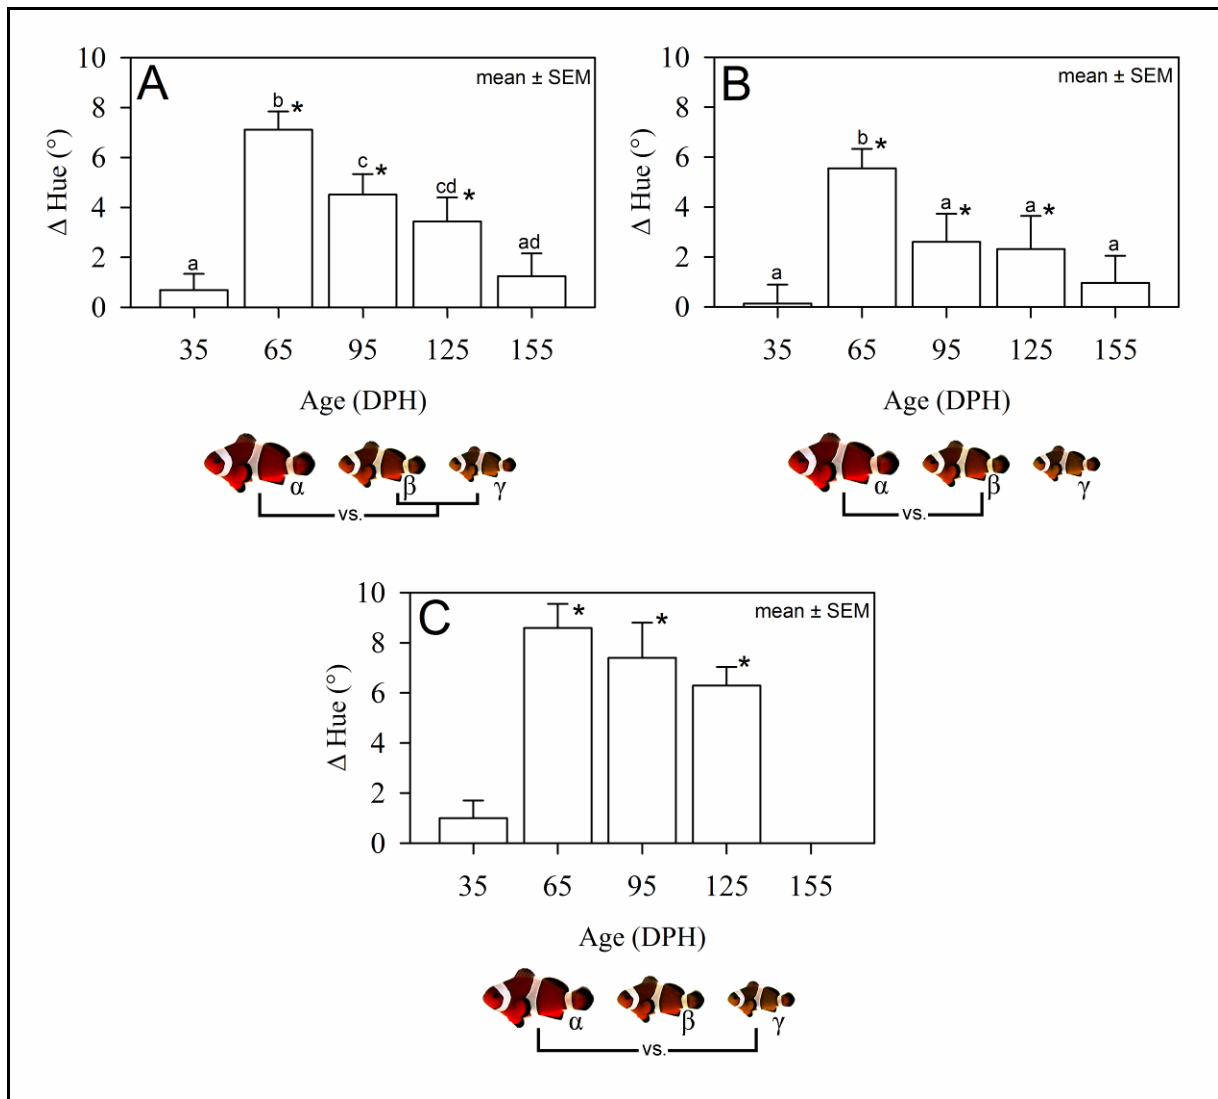 A
mean ± SEM
Δ Hue (°)
10
8
6
4
2
0
a
b *
c *
cd *
ad
35 65 95 125 155
Age (DPH)
α β γ
vs.
B
mean ± SEM
Δ Hue (°)
10
8
6
4
2
0
a
b *
a *
a *
a
35 65 95 125 155
Age (DPH)
α β γ
vs.
C
mean ± SEM
Δ Hue (°)
10
8
6
4
2
0
*
*
*
35 65 95 125 155
Age (DPH)
α β γ
vs.